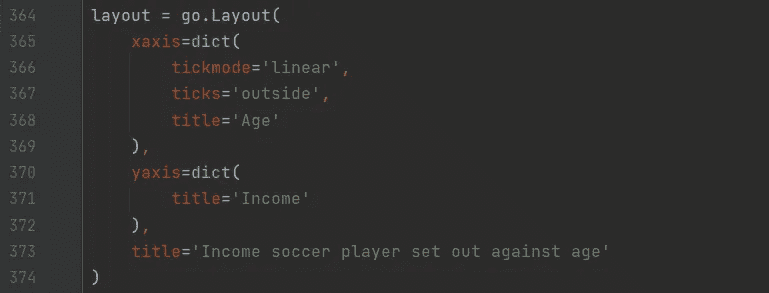 364 layout = go.Layout(
365     xaxis=dict(
366         tickmode='linear',
367         ticks='outside',
368         title='Age'
369     ),
370     yaxis=dict(
371         title='Income'
372     ),
373     title='Income soccer player set out against age'
374 )